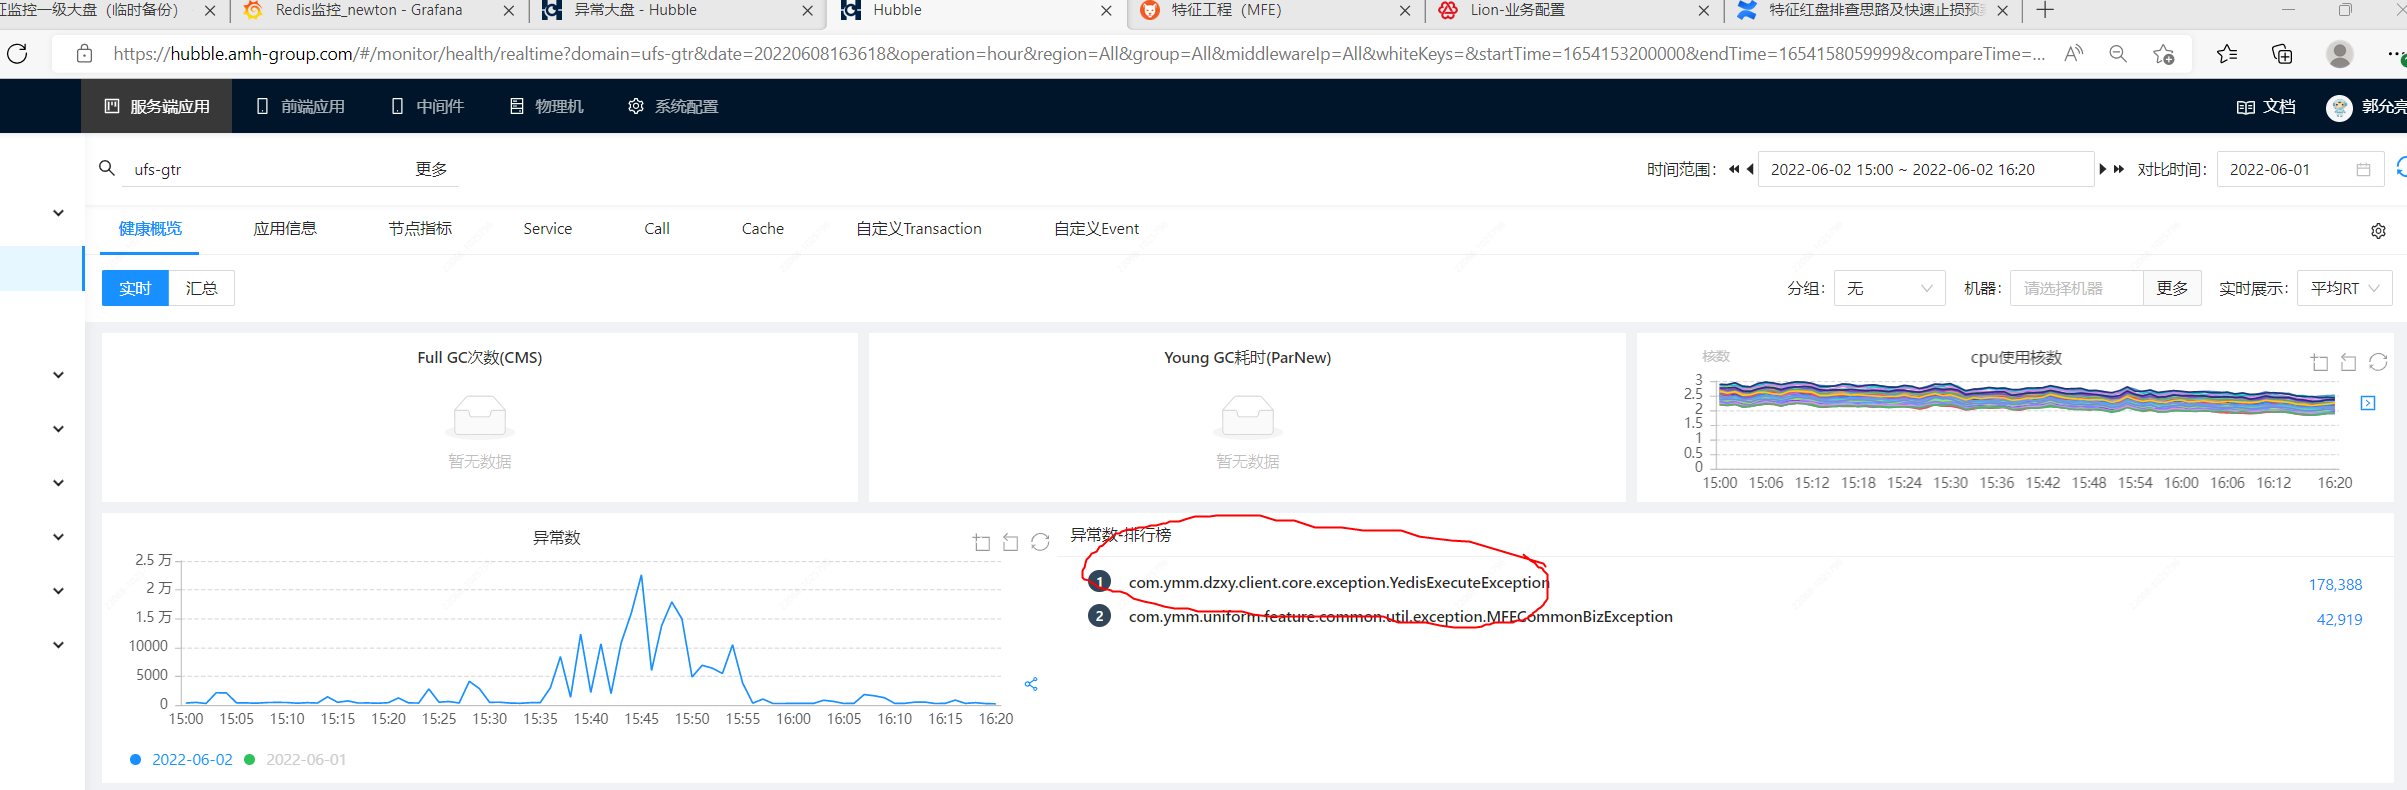 征监控一级大盘（临时备份）
Redis监控_newton - Grafana
异常大盘 - Hubble
Hubble
特征工程（MFE）
Lion-业务配置
特征红盘排查思路及快速止损预案
https://hubble.amh-group.com/#/monitor/health/realtime?domain=ufs-gtr&date=20220608163618&operation=hour&region=All&group=All&middlewareIp=All&whiteKeys=&startTime=1654153200000&endTime=1654158059999&compareTime=...
服务端应用 前端应用 中间件 物理机 系统配置 文档 郭允亮
ufs-gtr 更多 时间范围: 2022-06-02 15:00 ~ 2022-06-02 16:20 对比时间: 2022-06-01
健康概览 应用信息 节点指标 Service Call Cache 自定义Transaction 自定义Event
实时 汇总 分组: 无 机器: 请选择机器 更多 实时展示: 平均RT
Full GC次数(CMS)
暂无数据
Young GC耗时(ParNew)
暂无数据
核数 cpu使用核数
3
2.5
2
1.5
1
0.5
0
15:00 15:06 15:12 15:18 15:24 15:30 15:36 15:42 15:48 15:54 16:00 16:06 16:12 16:20
异常数
2.5 万
2 万
1.5 万
10000
5000
0
15:00 15:05 15:10 15:15 15:20 15:25 15:30 15:35 15:40 15:45 15:50 15:55 16:00 16:05 16:10 16:15 16:20
2022-06-02 2022-06-01
异常数-排行榜
1 com.ymm.dzxy.client.core.exception.YedisExecuteException 178,388
2 com.ymm.uniform.feature.common.util.exception.MFECommonBizException 42,919